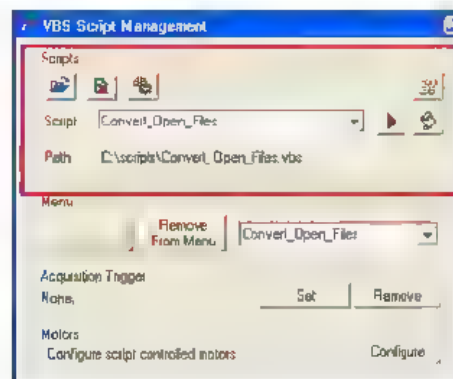 VBS Script Management
Scripts
Script Convert_Open_Files
Path C:\scripts\Convert_Open_Files.vbs
Menu
Remove From Menu Convert_Open_Files
Acquisition Trigger
None. Set Remove
Motors
Configure script controlled motors Configure